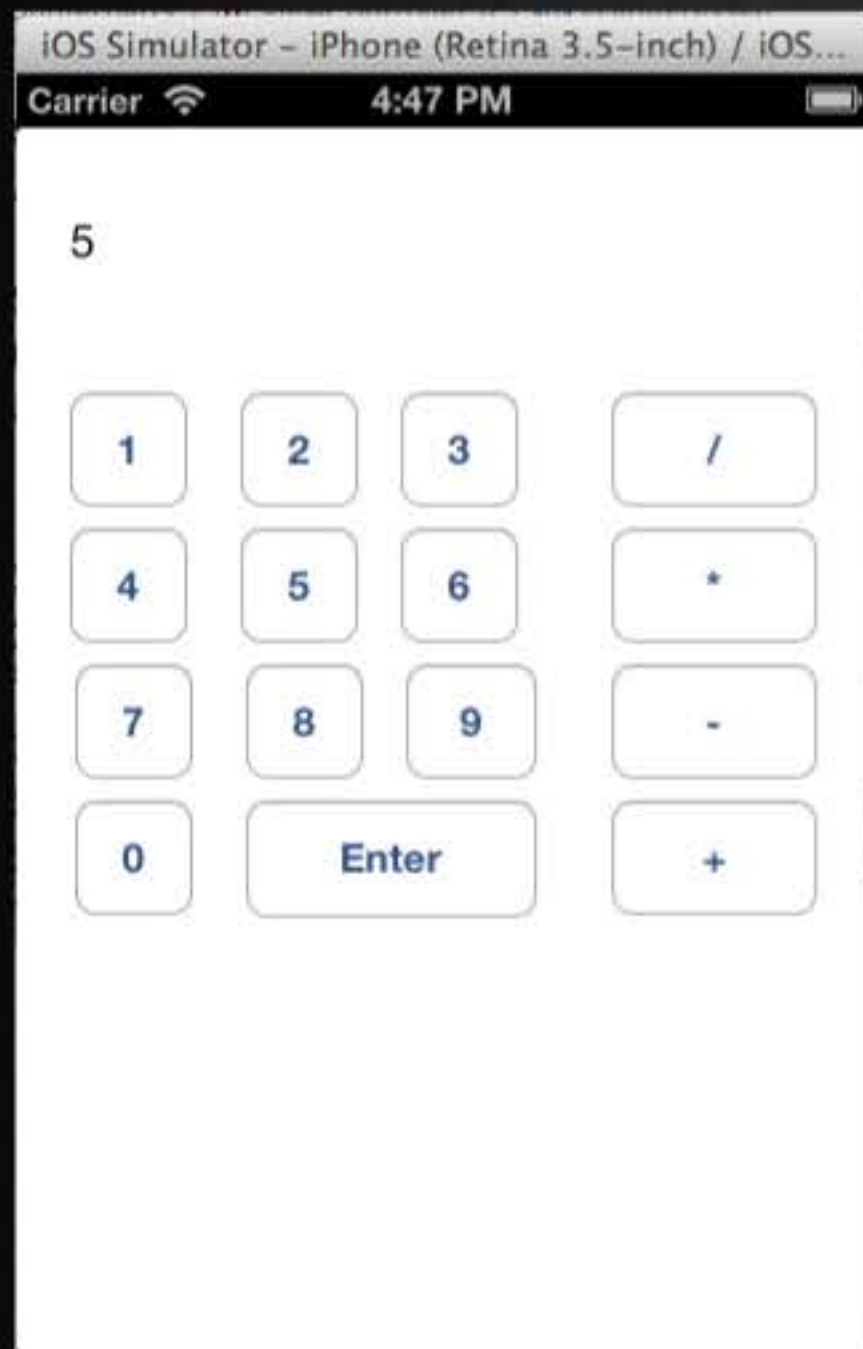 iOS Simulator – iPhone (Retina 3.5–inch) / iOS...
Carrier 4:47 PM
5
1 2 3 /
4 5 6 *
7 8 9 -
0 Enter +